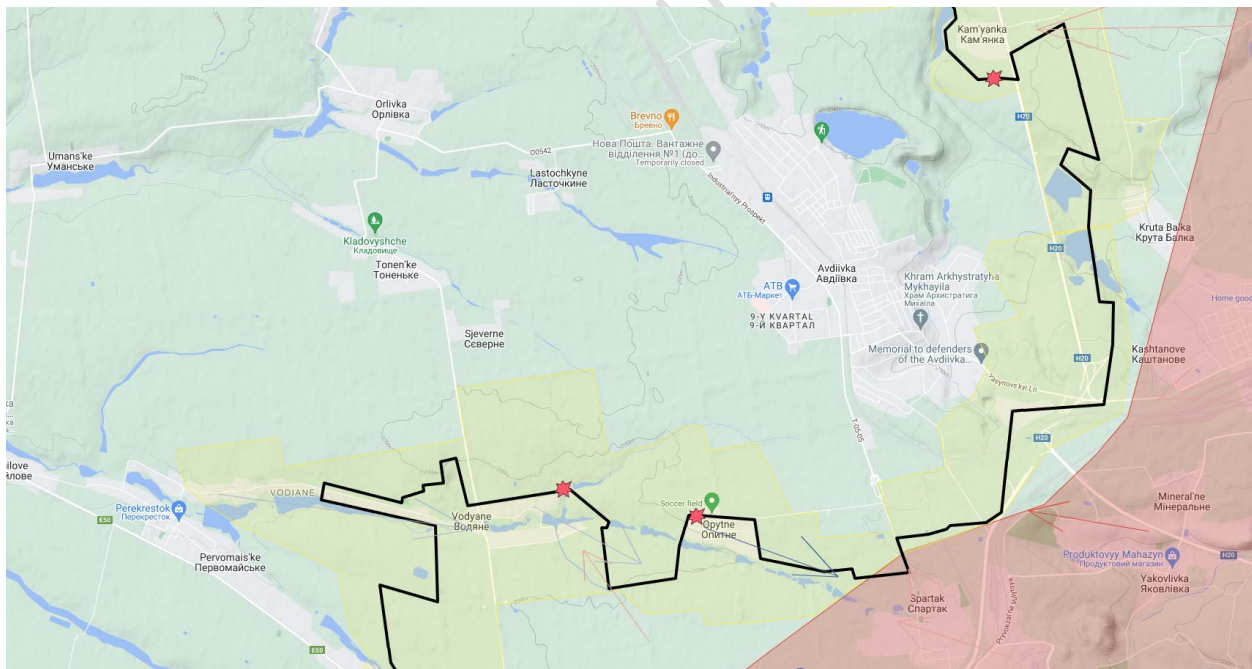 Kam'yanka
Кам'янка
H20
Orlivka
Орлівка
Brevno
Бревно
Нова Пошта. Вантажне
відділення №1 (до...
Temporarily closed
O0542
Umans'ke
Уманське
Lastochkyne
Ласточкине
Industrial'nyy Prospekt
Kladovyshche
Кладовище
Tonen'ke
Тоненьке
Kruta Balka
Крута Балка
H20
Avdiivka
Авдіївка
Khram Arkhystratyha
Mykhayila
Храм Архистратига
Михаїла
ATB
АТБ-Маркет
9-Y KVARTAL
9-Й КВАРТАЛ
Home good
Sjeverne
Сєверне
Memorial to defenders
of the Avdiivka...
Kashtanove
Каштанове
H20
Yasynovs'kyi Ln
T-05-05
H20
VODIANE
Perekrestok
Перекресток
E50
Vodyane
Водяне
Soccer field
Opytne
Опитне
Mineral'ne
Мінеральне
Pervomais'ke
Первомайське
Produktovyy Mahazyn
Продуктовий магазин
H20
Yakovlivka
Яковлівка
Spartak
Спартак
E50